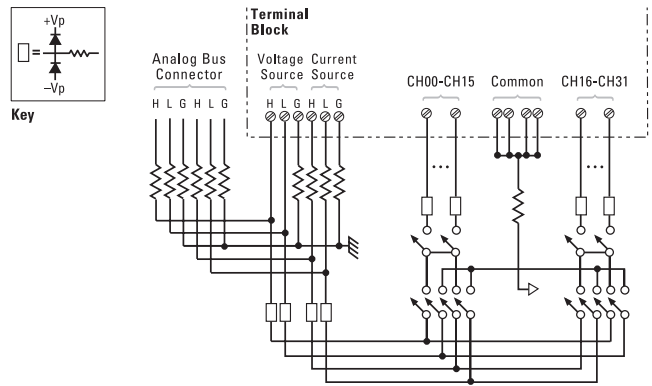 +Vp
=
–Vp
Key
Terminal
Block
Analog Bus
Connector
Voltage
Source
Current
Source
CH00-CH15
Common
CH16-CH31
H L G H L G
H L G H L G
...
...